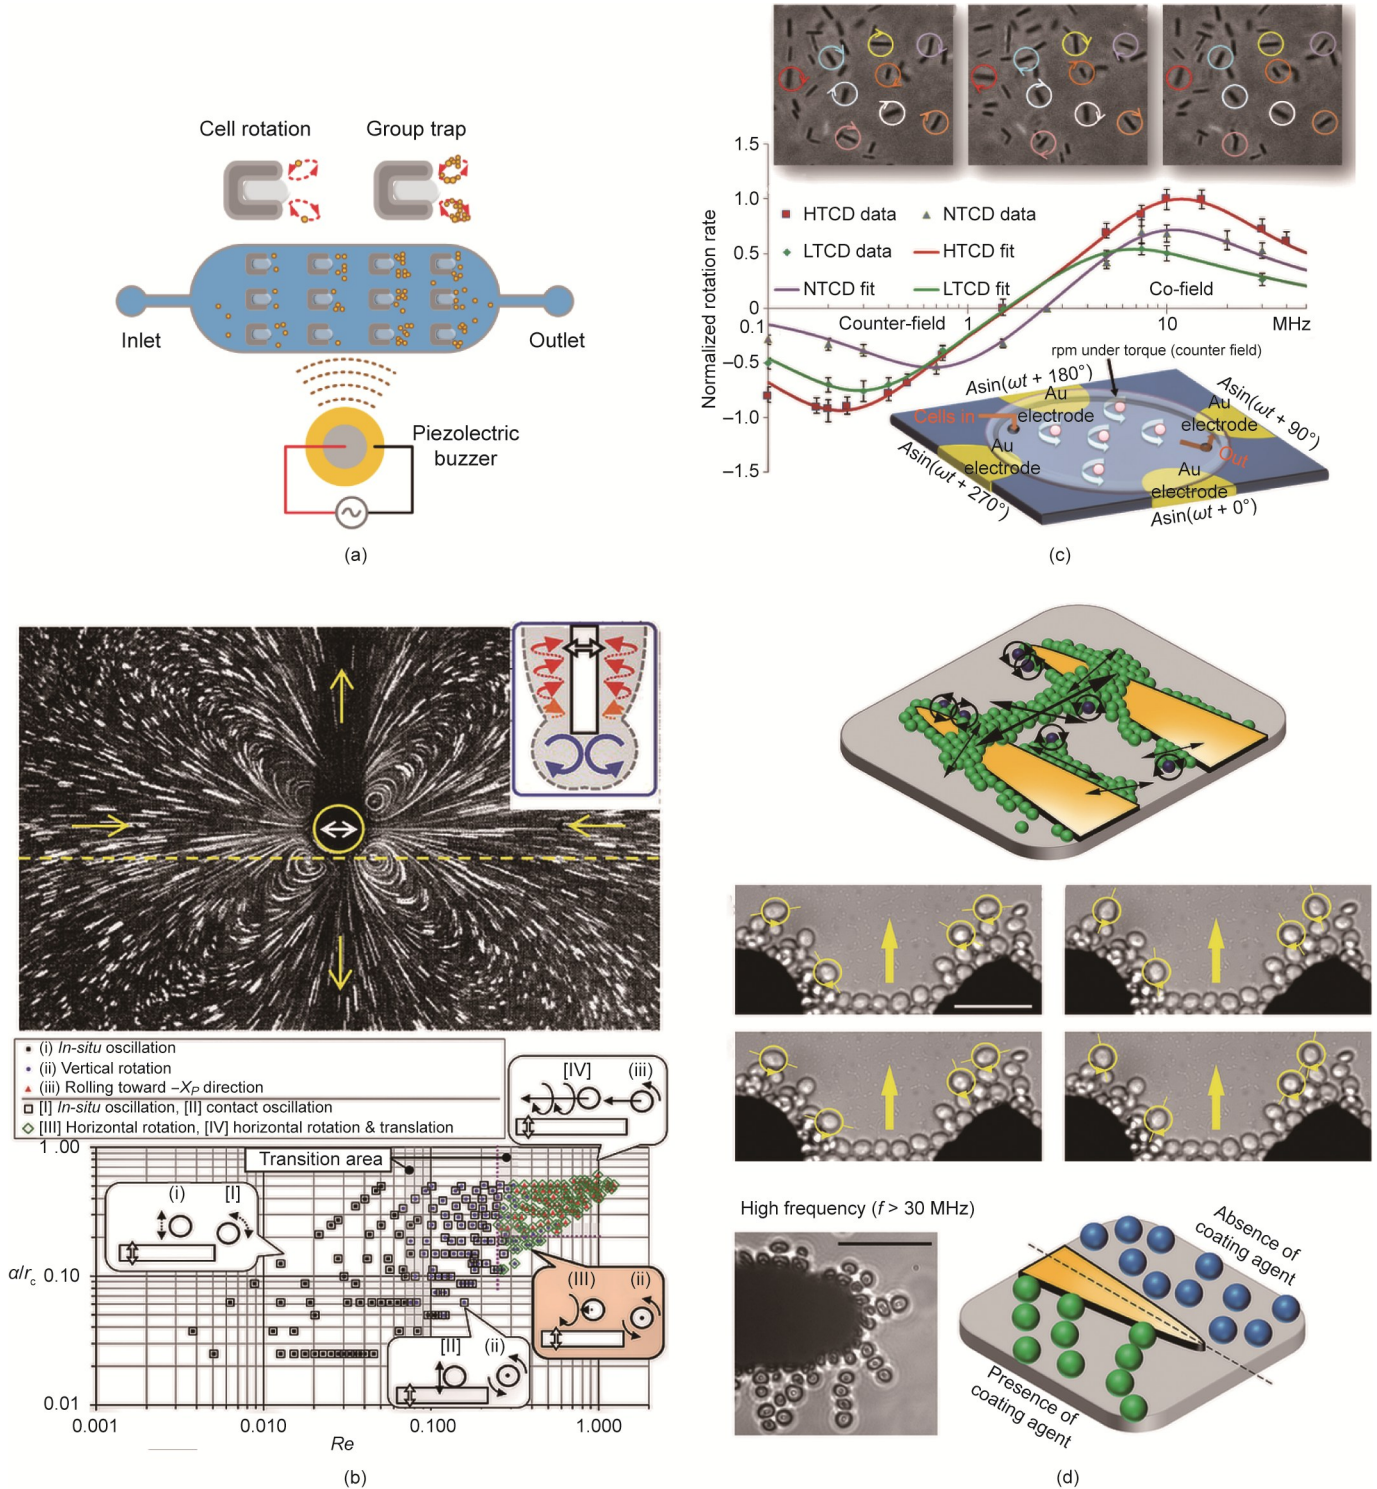 Cell rotation
Group trap
Inlet
Outlet
Piezolectric
buzzer
(a)
1.5
1.0
0.5
0
0.1
−0.5
−1.0
−1.5
Normalized rotation rate
HTCD data
NTCD data
LTCD data
HTCD fit
NTCD fit
LTCD fit
Co-field
Counter-field
1
10
MHz
rpm under torque (counter field)
Asin(ωt + 180°)
Au
electrode
Asin(ωt + 90°)
Au
electrode
Cells in
Au
electrode
Out
Asin(ωt + 270°)
Au
electrode
Asin(ωt + 0°)
(c)
(i) In-situ oscillation
(ii) Vertical rotation
(iii) Rolling toward −XP direction
[I] In-situ oscillation, [II] contact oscillation
[III] Horizontal rotation, [IV] horizontal rotation & translation
[IV]
(iii)
1.00
Transition area
(i)
[I]
α/rc
0.10
(III)
(ii)
[II]
(ii)
0.01
0.001
0.010
0.100
1.000
Re
(b)
High frequency (f > 30 MHz)
Absence of
coating agent
Presence of
coating agent
(d)